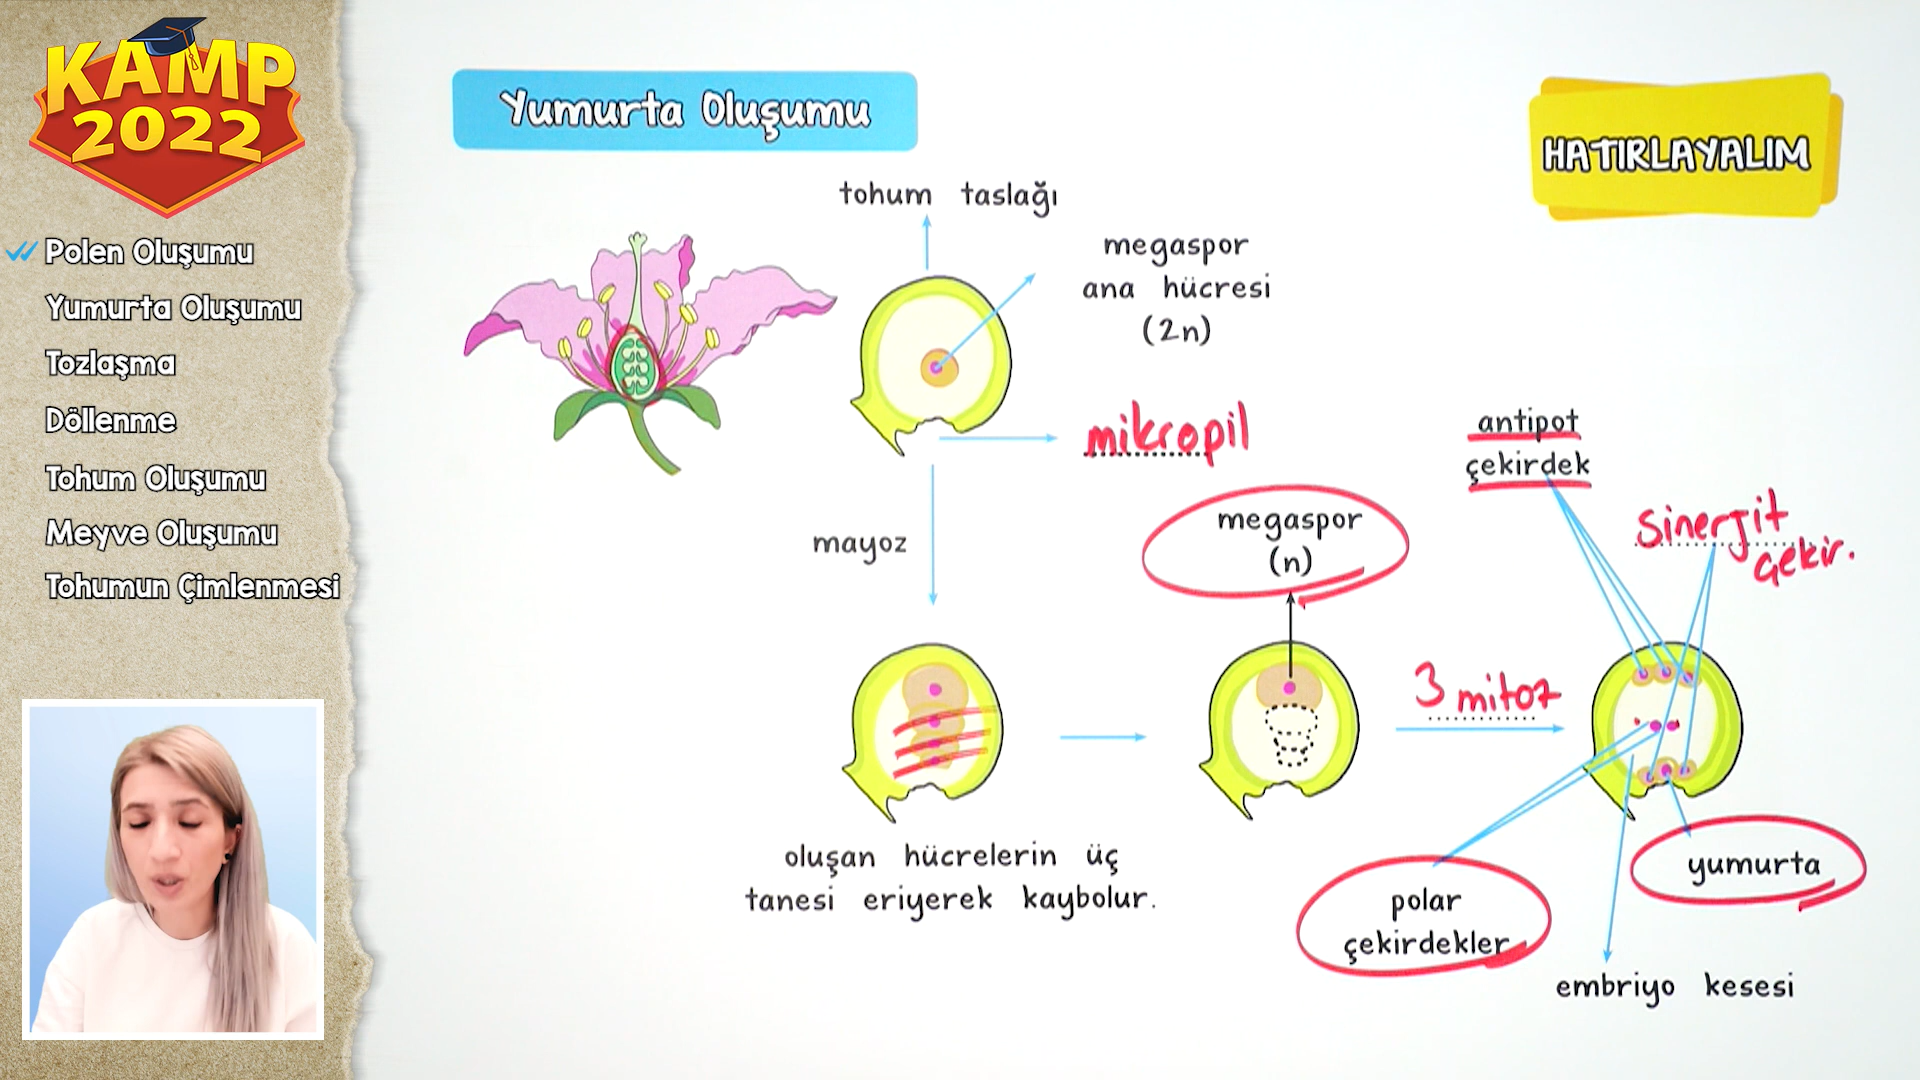 KAMP
2022
Polen Oluşumu
Yumurta Oluşumu
Tozlaşma
Döllenme
Tohum Oluşumu
Meyve Oluşumu
Tohumun Çimlenmesi
Yumurta Oluşumu
HATIRLAYALIM
tohum taslağı
megaspor
ana hücresi
(2n)
mikropil
mayoz
megaspor
(n)
antipot
çekirdek
Sinerjit
çekir.
3 mitoz
oluşan hücrelerin üç
tanesi eriyerek kaybolur.
polar
çekirdekler
yumurta
embriyo kesesi